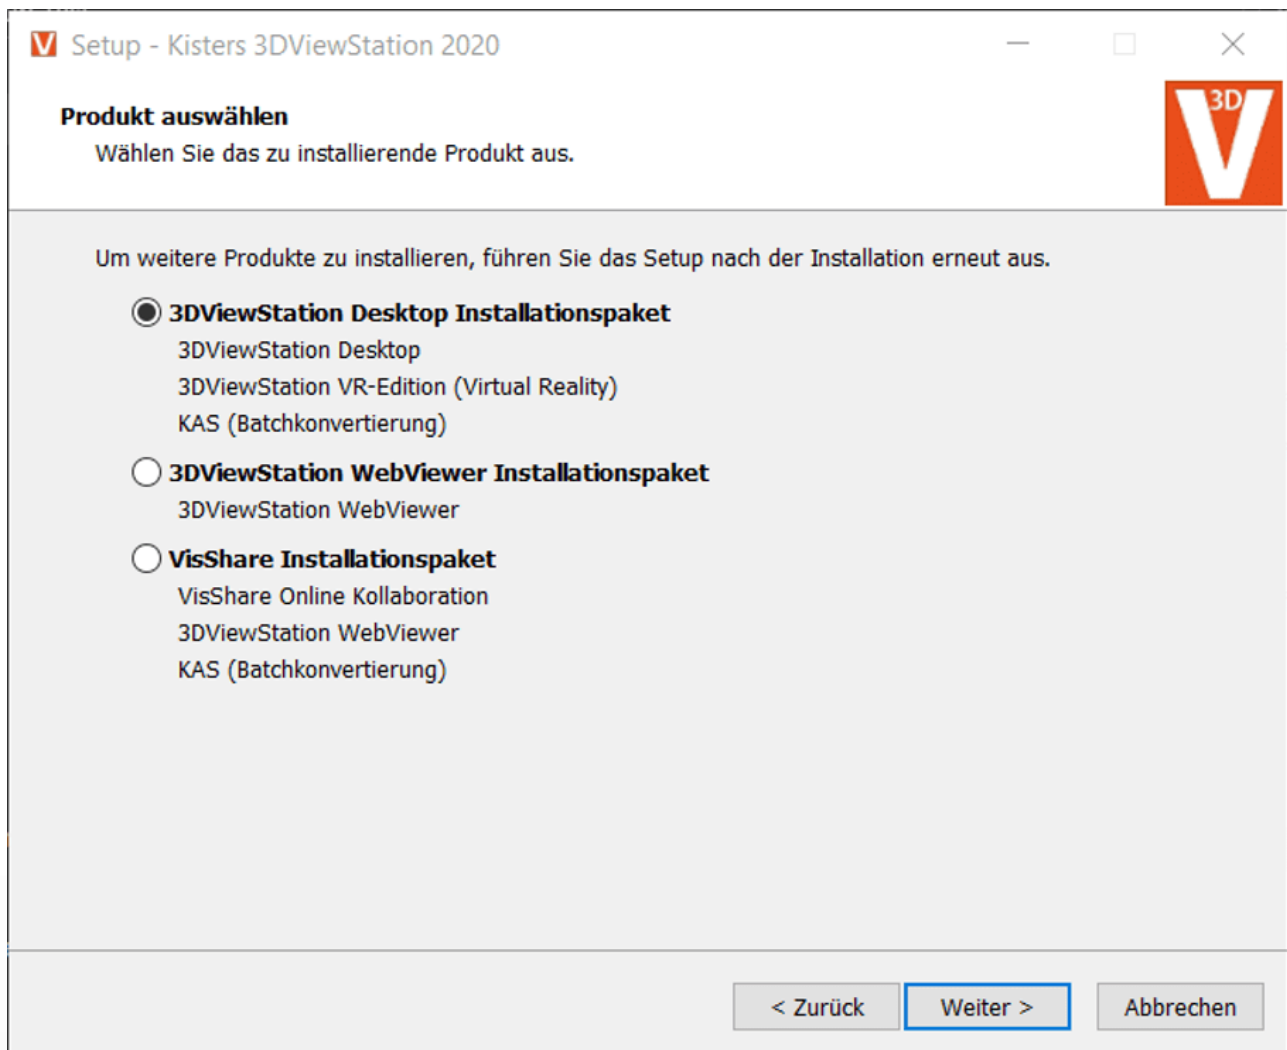 Setup - Kisters 3DViewStation 2020
Produkt auswählen
Wählen Sie das zu installierende Produkt aus.
3D
V
Um weitere Produkte zu installieren, führen Sie das Setup nach der Installation erneut aus.
3DViewStation Desktop Installationspaket
3DViewStation Desktop
3DViewStation VR-Edition (Virtual Reality)
KAS (Batchkonvertierung)
3DViewStation WebViewer Installationspaket
3DViewStation WebViewer
VisShare Installationspaket
VisShare Online Kollaboration
3DViewStation WebViewer
KAS (Batchkonvertierung)
< Zurück Weiter > Abbrechen